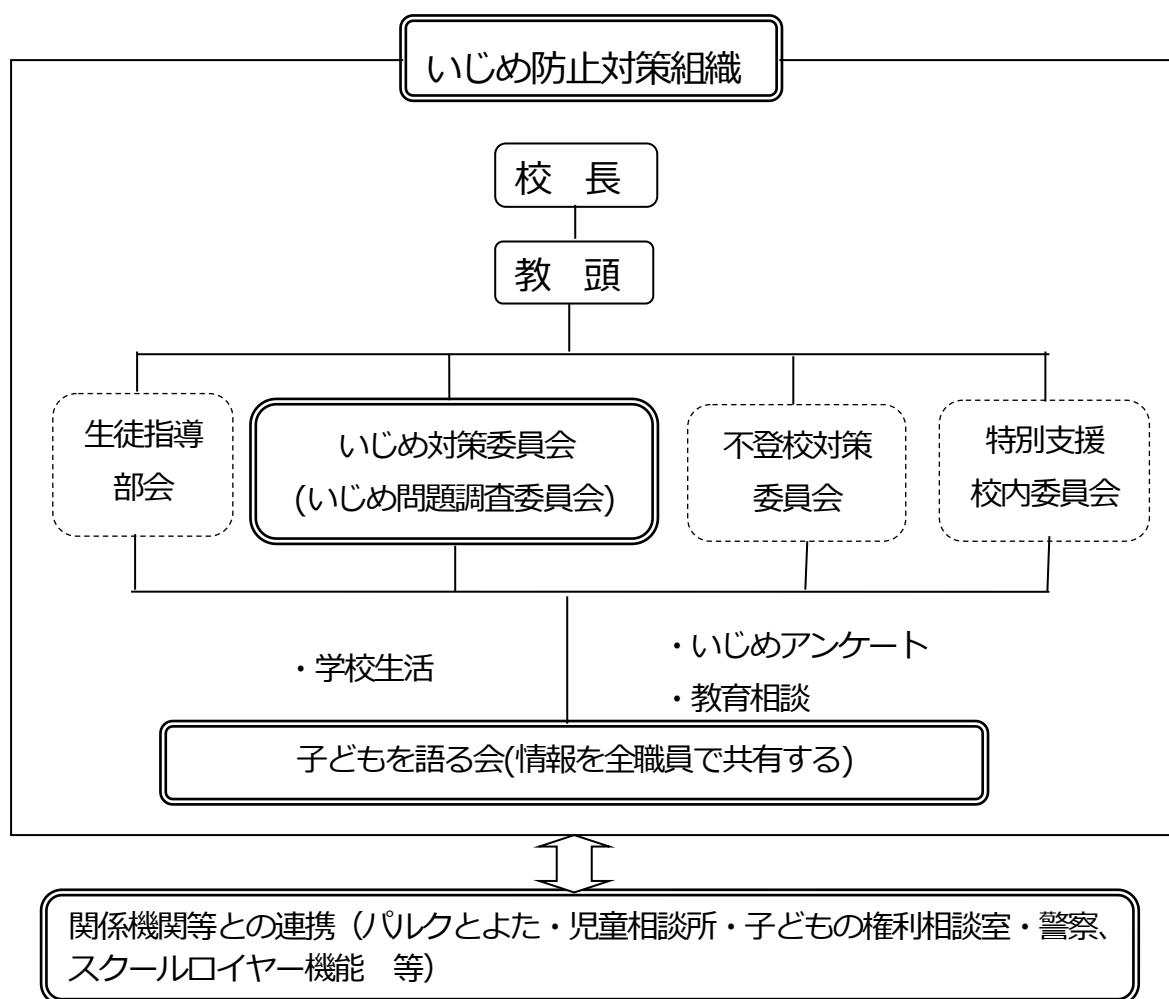 いじめ防止対策組織
校　長
教　頭
生徒指導
部会
いじめ対策委員会
(いじめ問題調査委員会)
不登校対策
委員会
特別支援
校内委員会
・学校生活
・いじめアンケート
・教育相談
子どもを語る会(情報を全職員で共有する)
関係機関等との連携（パルクとよた・児童相談所・子どもの権利相談室・警察、
スクールロイヤー機能　等）